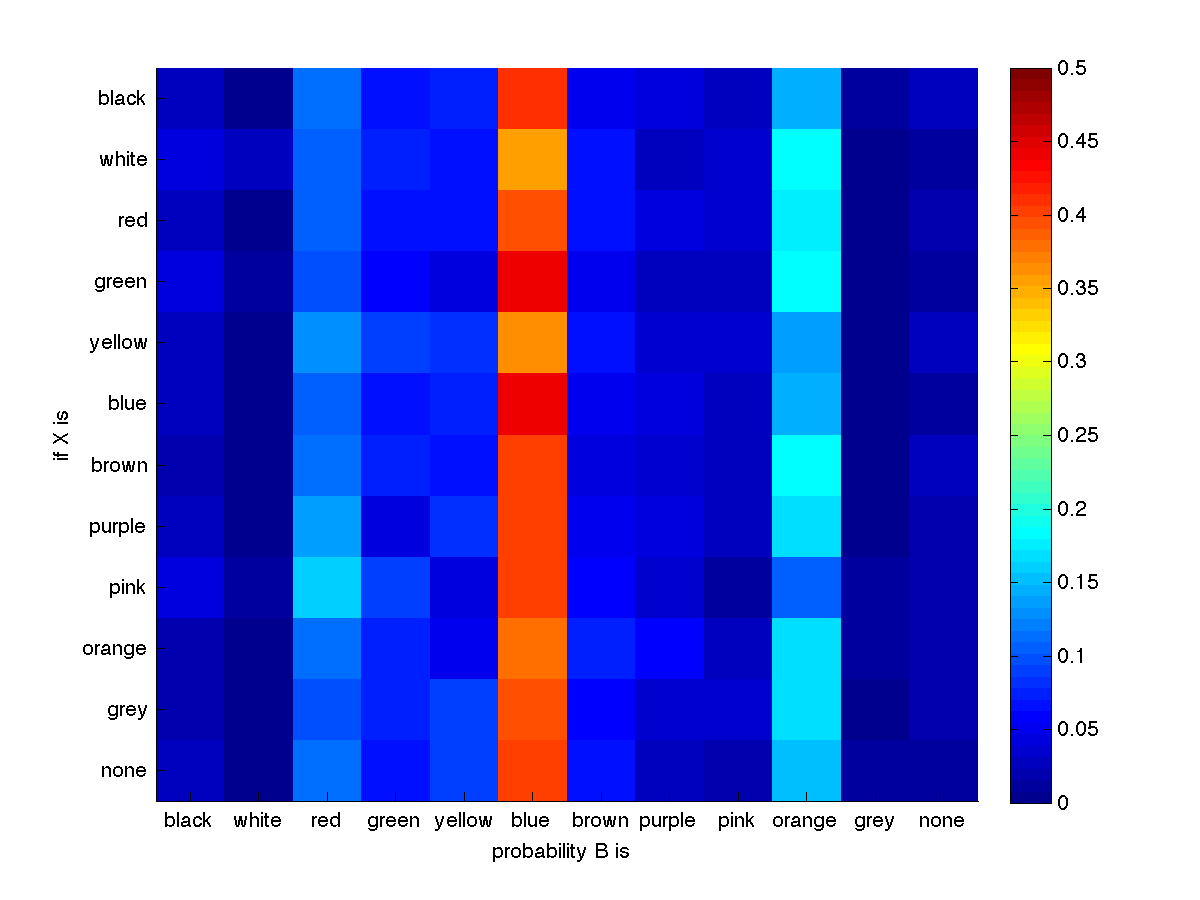 black
white
red
green
yellow
blue
brown
purple
pink
orange
grey
none
if X is
black white red green yellow blue brown purple pink orange grey none
probability B is
0.5
0.45
0.4
0.35
0.3
0.25
0.2
0.15
0.1
0.05
0